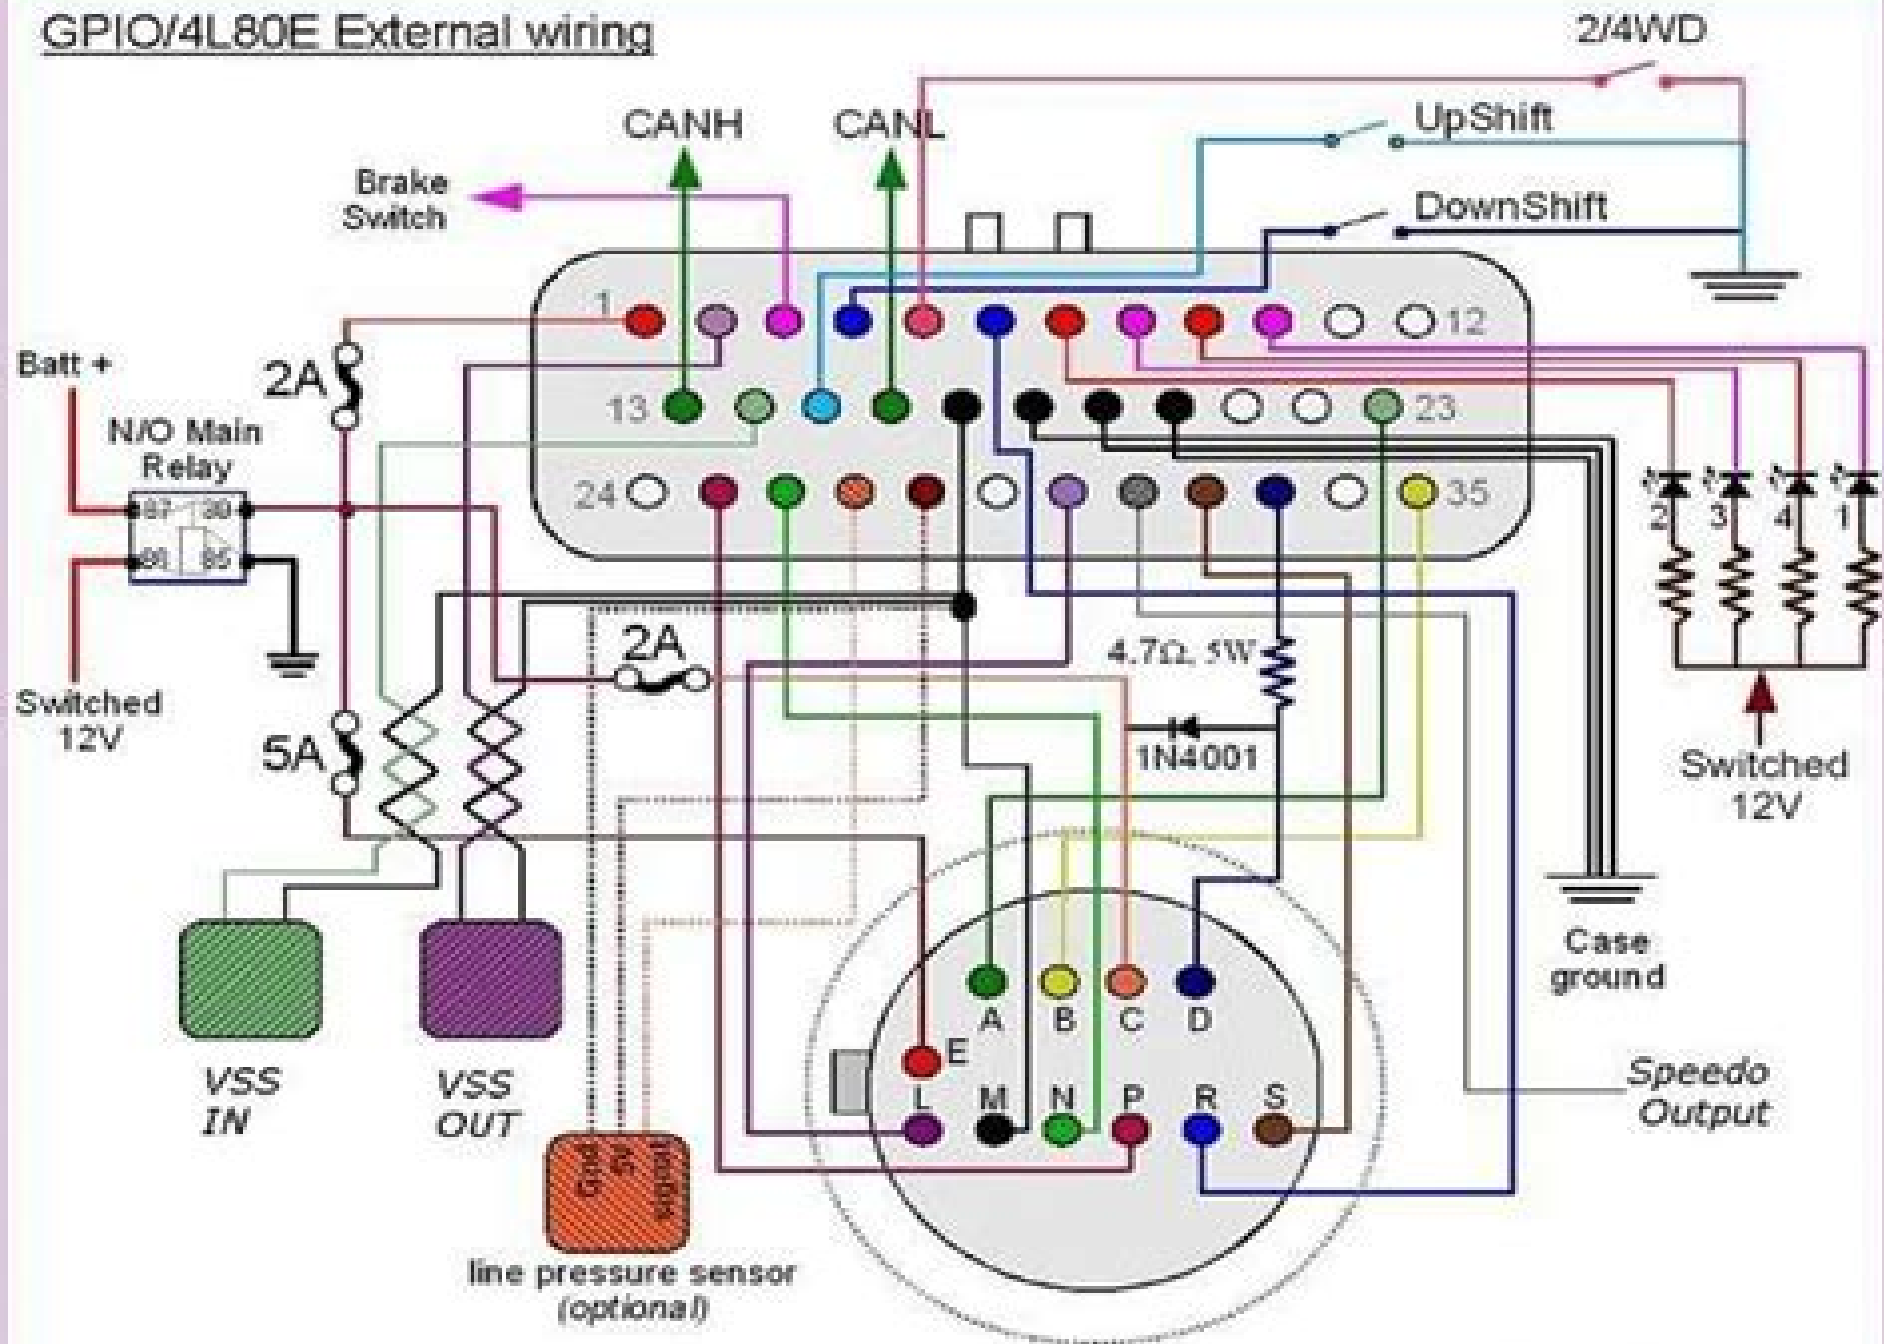 GPIO/4L80E External wiring
2/4WD
CANH
CANL
UpShift
Brake
Switch
DownShift
1
12
Batt +
2A
13
23
N/O Main
Relay
24
35
87
30
86
85
2
3
4
1
2A
4.7Ω, 5W
Switched
12V
5A
1N4001
Switched
12V
Case
ground
A
B
C
D
E
VSS
IN
VSS
OUT
L
M
N
P
R
S
Speedo
Output
Gnd
5V
signal
line pressure sensor
(optional)